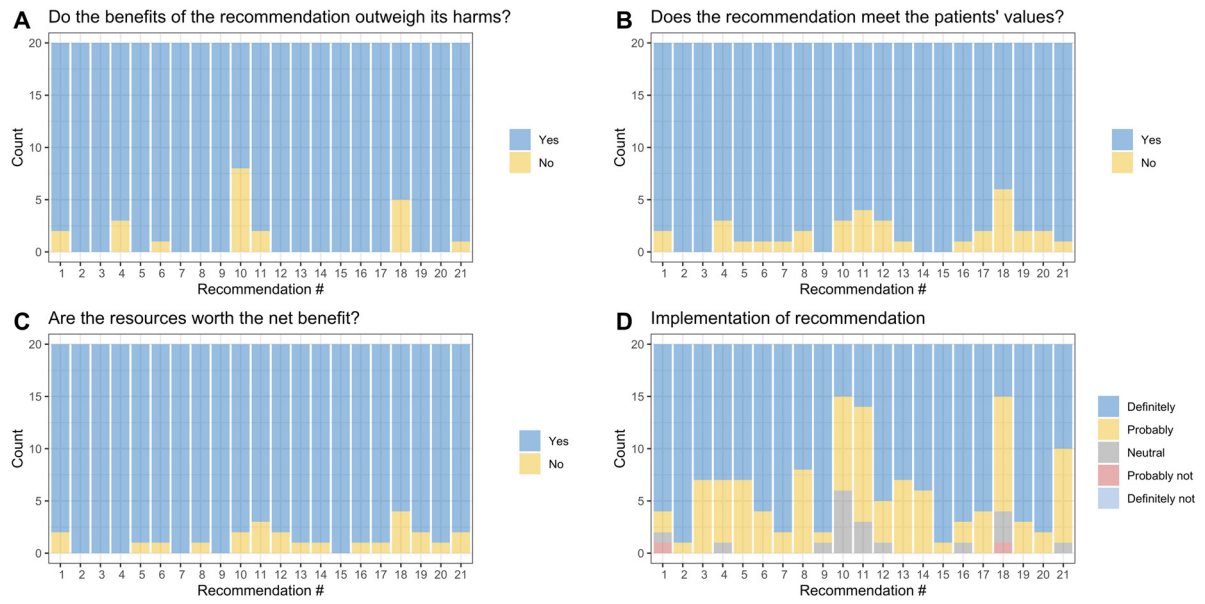 A Do the benefits of the recommendation outweigh its harms?
20
15
10
5
0
Count
1 2 3 4 5 6 7 8 9 10 11 12 13 14 15 16 17 18 19 20 21
Recommendation #
Yes
No
B Does the recommendation meet the patients' values?
20
15
10
5
0
Count
1 2 3 4 5 6 7 8 9 10 11 12 13 14 15 16 17 18 19 20 21
Recommendation #
Yes
No
C Are the resources worth the net benefit?
20
15
10
5
0
Count
1 2 3 4 5 6 7 8 9 10 11 12 13 14 15 16 17 18 19 20 21
Recommendation #
Yes
No
D Implementation of recommendation
20
15
10
5
0
Count
1 2 3 4 5 6 7 8 9 10 11 12 13 14 15 16 17 18 19 20 21
Recommendation #
Definitely
Probably
Neutral
Probably not
Definitely not